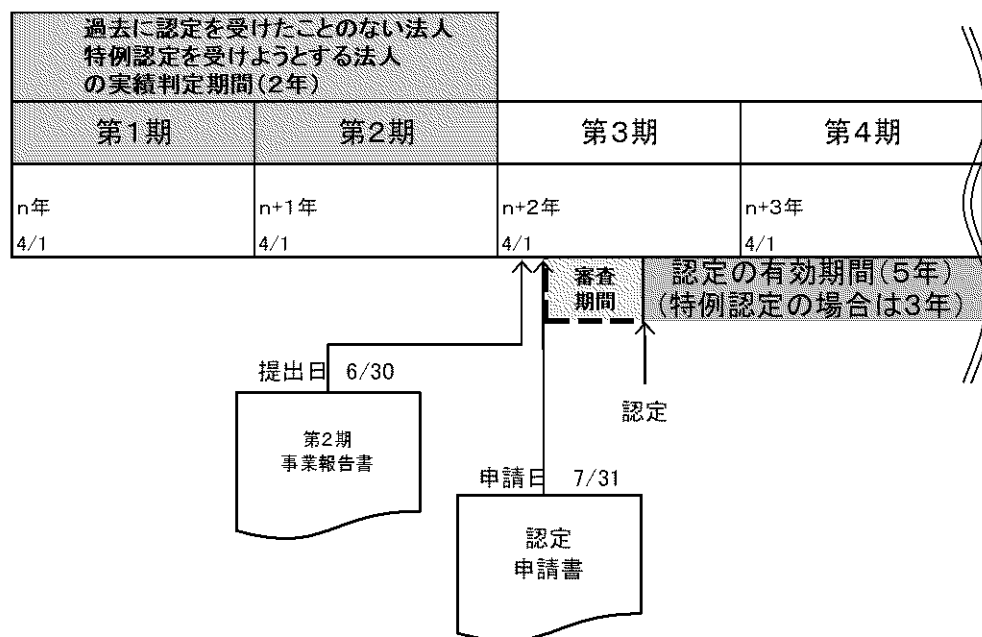 過去に認定を受けたことのない法人
特例認定を受けようとする法人
の実績判定期間(2年)
第1期
第2期
第3期
第4期
n年
4/1
n+1年
4/1
n+2年
4/1
n+3年
4/1
審査
期間
認定の有効期間(5年)
(特例認定の場合は3年)
提出日 6/30
認定
第2期
事業報告書
申請日 7/31
認定
申請書